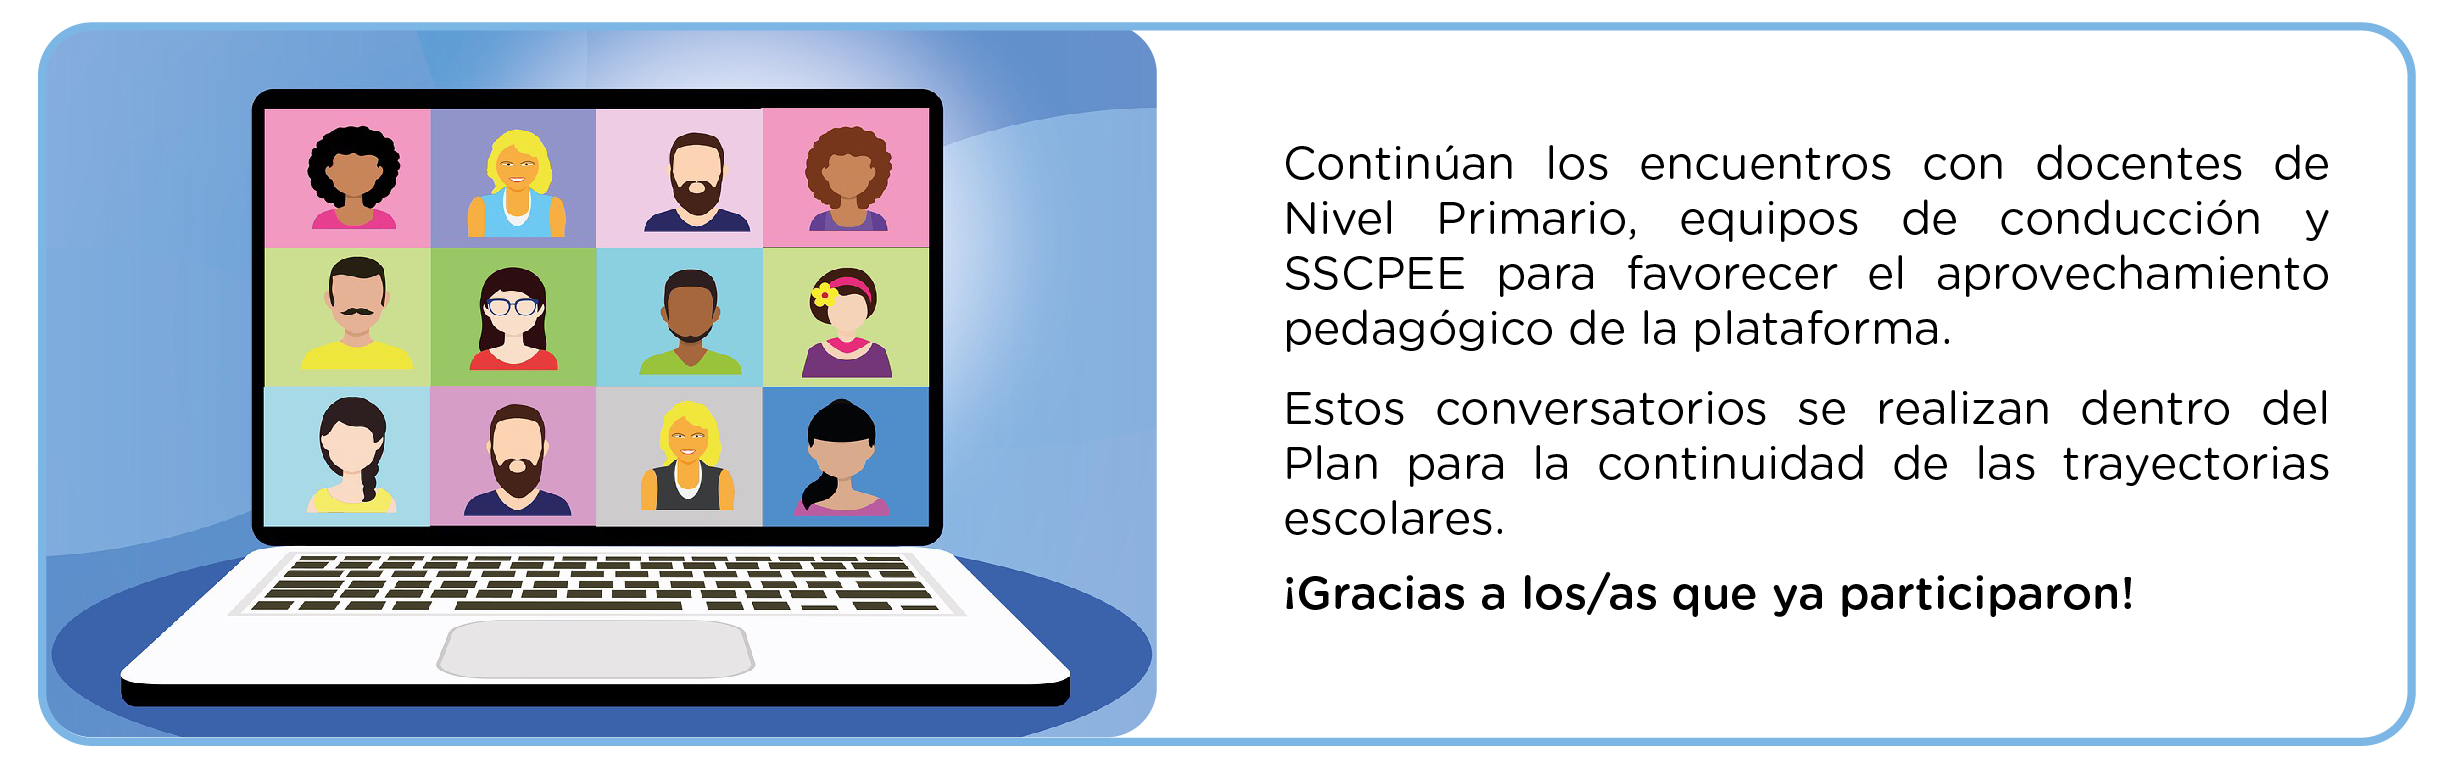 Continúan los encuentros con docentes de
Nivel Primario, equipos de conducción y
SSCPEE para favorecer el aprovechamiento
pedagógico de la plataforma.
Estos conversatorios se realizan dentro del
Plan para la continuidad de las trayectorias
escolares.
¡Gracias a los/as que ya participaron!